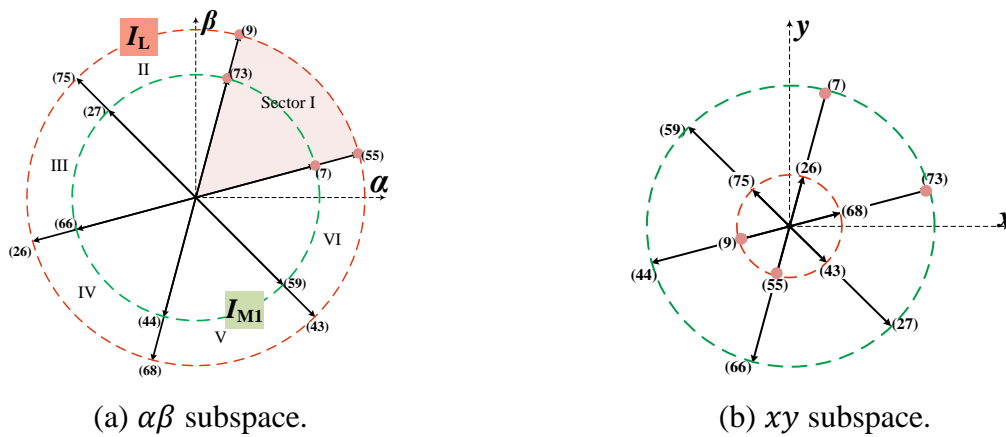 β
I_L
(9)
II
(75)
(73)
(27)
Sector I
III
(55)
(7)
α
(66)
(26)
VI
IV
(59)
I_M1
(44)
(43)
V
(68)
(a) αβ subspace.
y
(7)
(59)
(26)
(75)
(73)
(68)
x
(9)
(44)
(43)
(55)
(27)
(66)
(b) xy subspace.